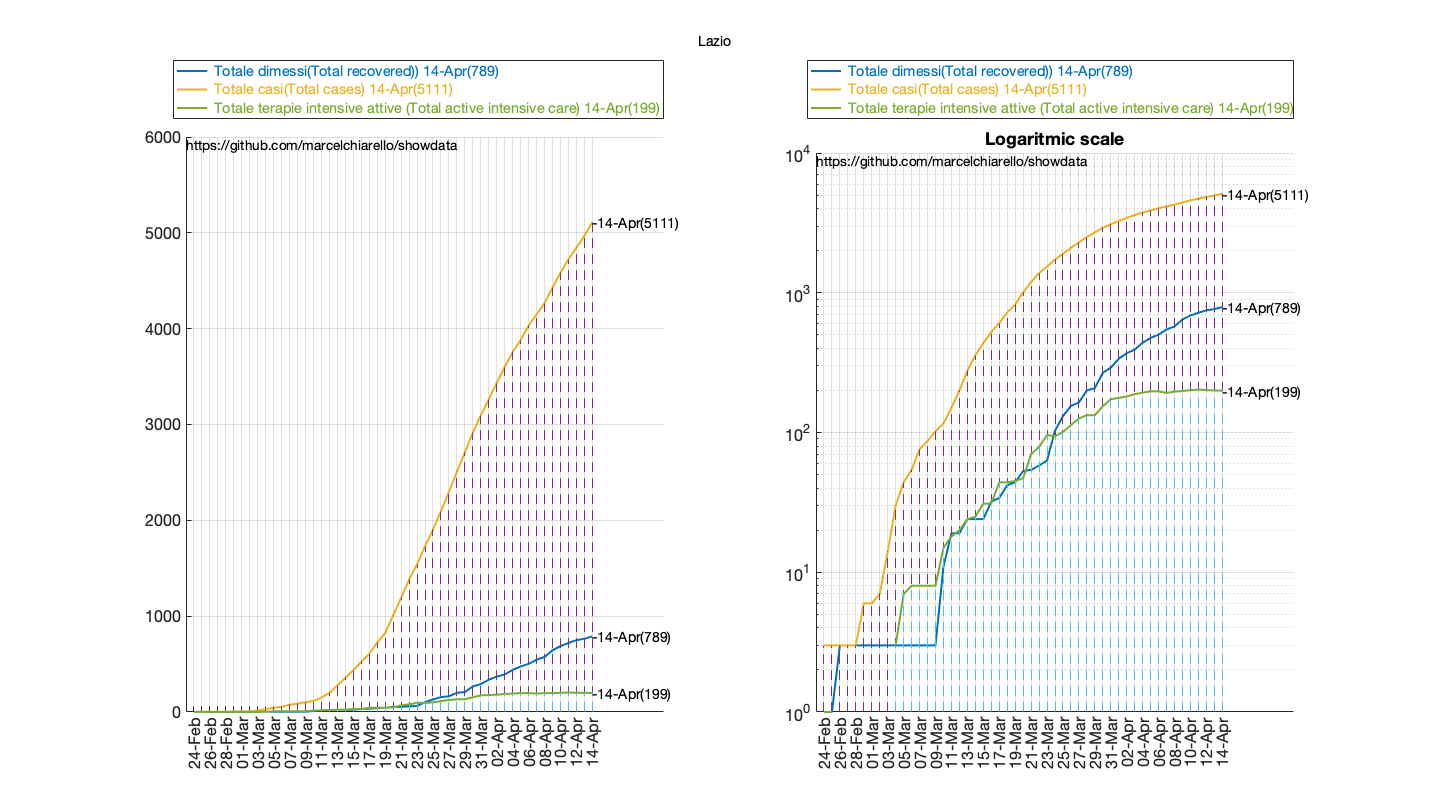 Lazio
Totale dimessi(Total recovered)) 14-Apr(789)
Totale casi(Total cases) 14-Apr(5111)
Totale terapie intensive attive (Total active intensive care) 14-Apr(199)
6000
https://github.com/marcelchiarello/showdata
5000
14-Apr(5111)
4000
3000
2000
1000
14-Apr(789)
14-Apr(199)
0
24-Feb
26-Feb
28-Feb
01-Mar
03-Mar
05-Mar
07-Mar
09-Mar
11-Mar
13-Mar
15-Mar
17-Mar
19-Mar
21-Mar
23-Mar
25-Mar
27-Mar
29-Mar
31-Mar
02-Apr
04-Apr
06-Apr
08-Apr
10-Apr
12-Apr
14-Apr
Totale dimessi(Total recovered)) 14-Apr(789)
Totale casi(Total cases) 14-Apr(5111)
Totale terapie intensive attive (Total active intensive care) 14-Apr(199)
Logaritmic scale
10^4
https://github.com/marcelchiarello/showdata
14-Apr(5111)
10^3
14-Apr(789)
14-Apr(199)
10^2
10^1
10^0
24-Feb
26-Feb
28-Feb
01-Mar
03-Mar
05-Mar
07-Mar
09-Mar
11-Mar
13-Mar
15-Mar
17-Mar
19-Mar
21-Mar
23-Mar
25-Mar
27-Mar
29-Mar
31-Mar
02-Apr
04-Apr
06-Apr
08-Apr
10-Apr
12-Apr
14-Apr